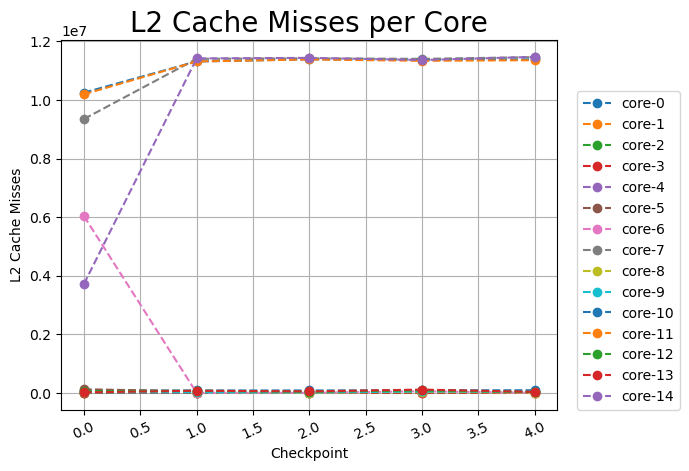 L2 Cache Misses per Core
1e7
1.2
1.0
0.8
0.6
0.4
0.2
0.0
L2 Cache Misses
0.0 0.5 1.0 1.5 2.0 2.5 3.0 3.5 4.0
Checkpoint
core-0
core-1
core-2
core-3
core-4
core-5
core-6
core-7
core-8
core-9
core-10
core-11
core-12
core-13
core-14